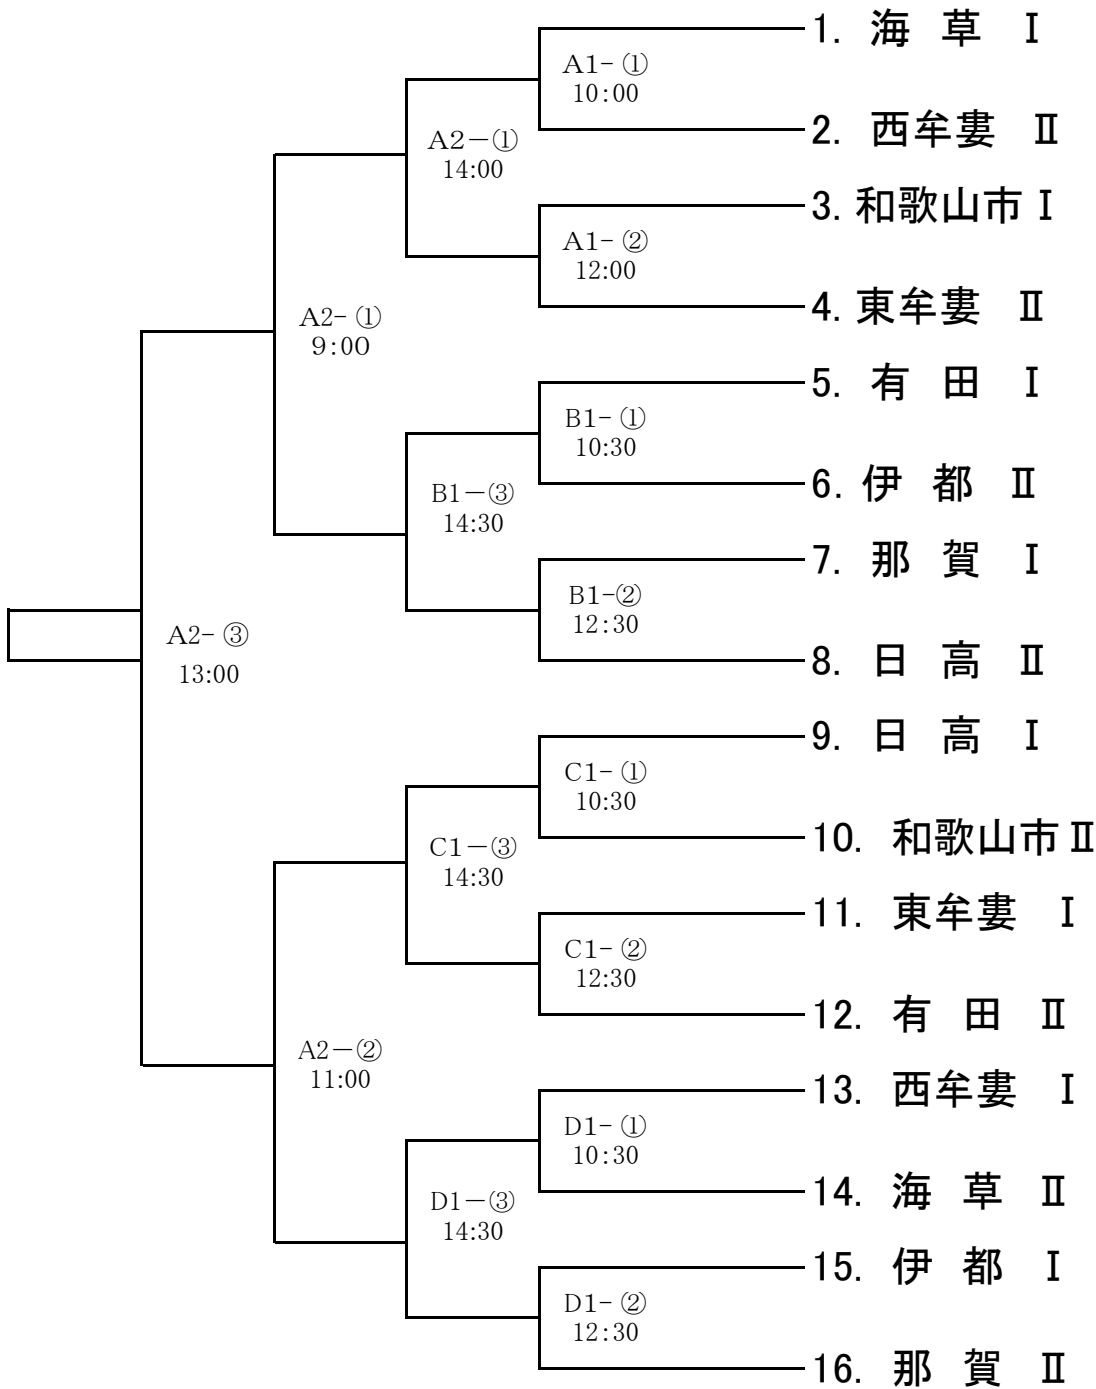 1. 海 草 Ⅰ
A1- ①
10:00
2. 西牟婁 Ⅱ
A2－①
14:00
3. 和歌山市 Ⅰ
A1- ②
12:00
4. 東牟婁 Ⅱ
A2- ①
9:00
5. 有 田 Ⅰ
B1- ①
10:30
6. 伊 都 Ⅱ
B1－③
14:30
7. 那 賀 Ⅰ
B1-②
12:30
8. 日 高 Ⅱ
A2- ③
13:00
9. 日 高 Ⅰ
C1- ①
10:30
10. 和歌山市 Ⅱ
C1－③
14:30
11. 東牟婁 Ⅰ
C1- ②
12:30
12. 有 田 Ⅱ
A2－②
11:00
13. 西牟婁 Ⅰ
D1- ①
10:30
14. 海 草 Ⅱ
D1－③
14:30
15. 伊 都 Ⅰ
D1- ②
12:30
16. 那 賀 Ⅱ